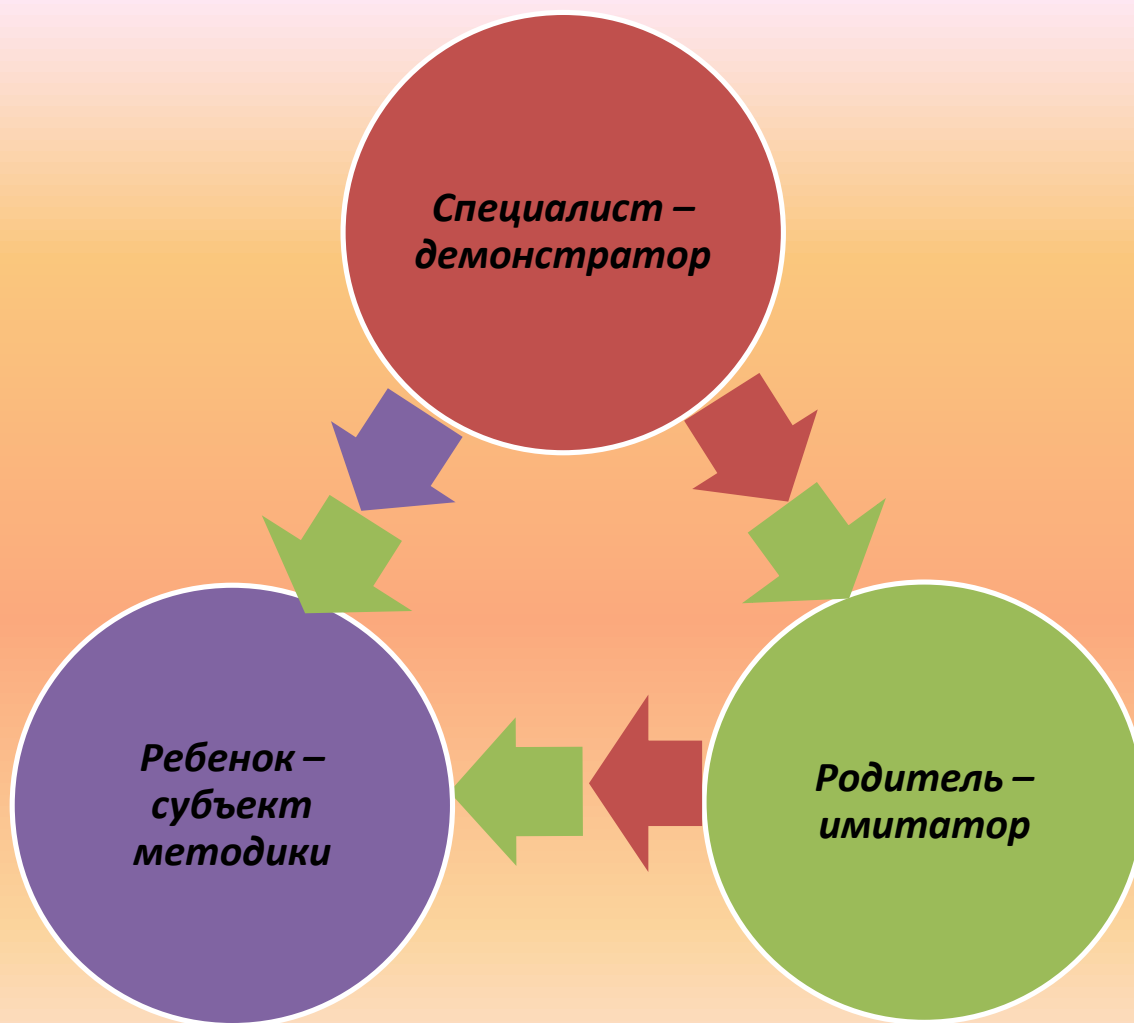 Специалист –
демонстратор
Ребенок –
субъект
методики
Родитель –
имитатор